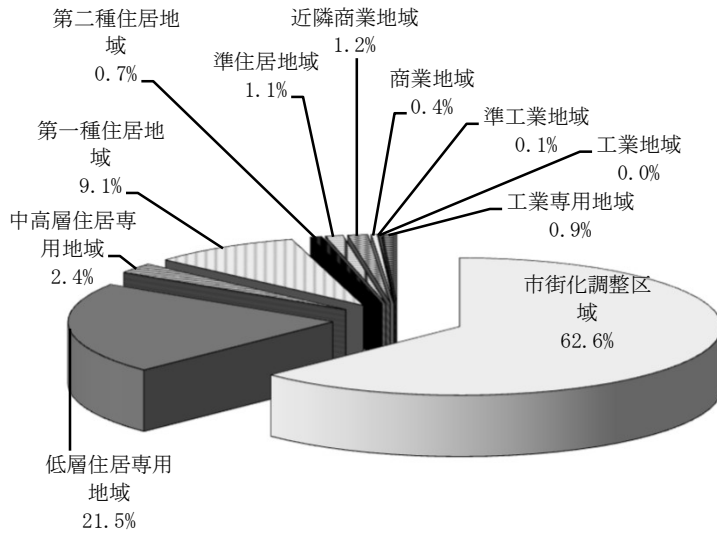 第二種住居地
域
0.7%
近隣商業地域
1.2%
準住居地域
1.1%
商業地域
0.4%
準工業地域
0.1%
工業地域
0.0%
工業専用地域
0.9%
第一種住居地
域
9.1%
中高層住居専
用地域
2.4%
市街化調整区
域
62.6%
低層住居専用
地域
21.5%